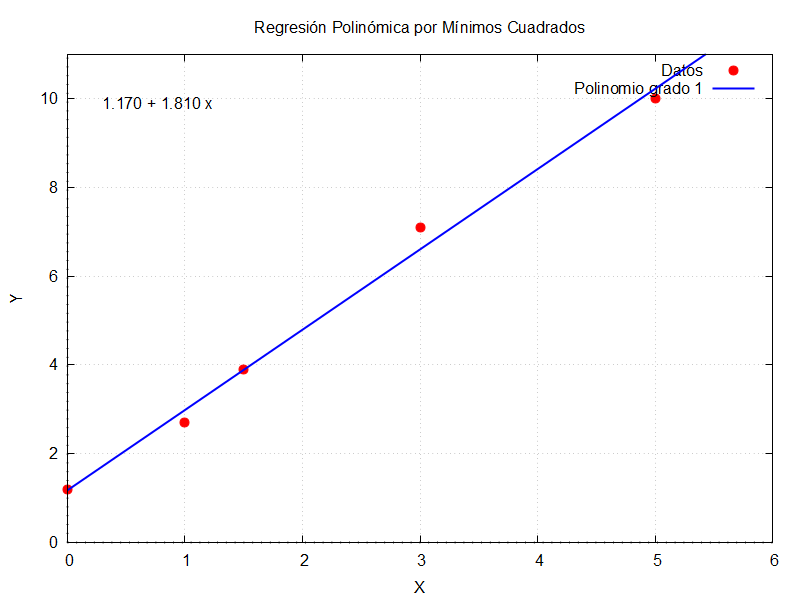 Regresión Polinómica por Mínimos Cuadrados
Datos
Polinomio grado 1
1.170 + 1.810 x
10
8
6
4
2
0
Y
0 1 2 3 4 5 6
X